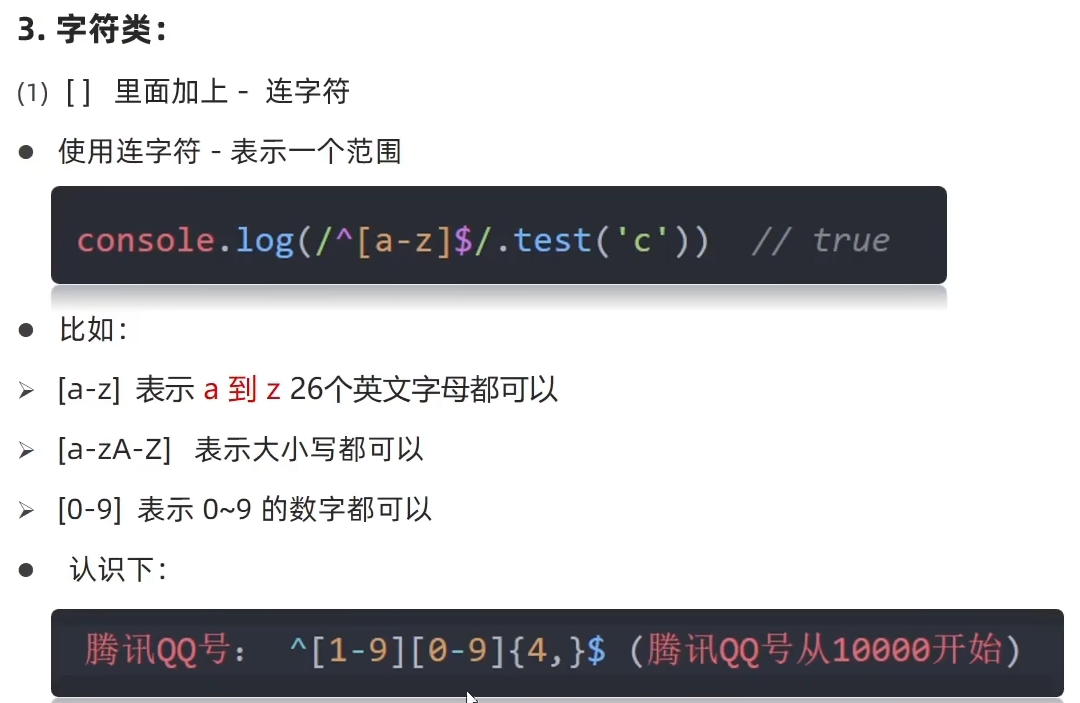 3. 字符类：
(1) [ ] 里面加上 - 连字符
● 使用连字符 - 表示一个范围
console.log(/^[a-z]$/.test('c')) // true
● 比如：
➢ [a-z] 表示 a 到 z 26个英文字母都可以
➢ [a-zA-Z] 表示大小写都可以
➢ [0-9] 表示 0~9 的数字都可以
● 认识下：
腾讯QQ号： ^[1-9][0-9]{4,}$ (腾讯QQ号从10000开始)